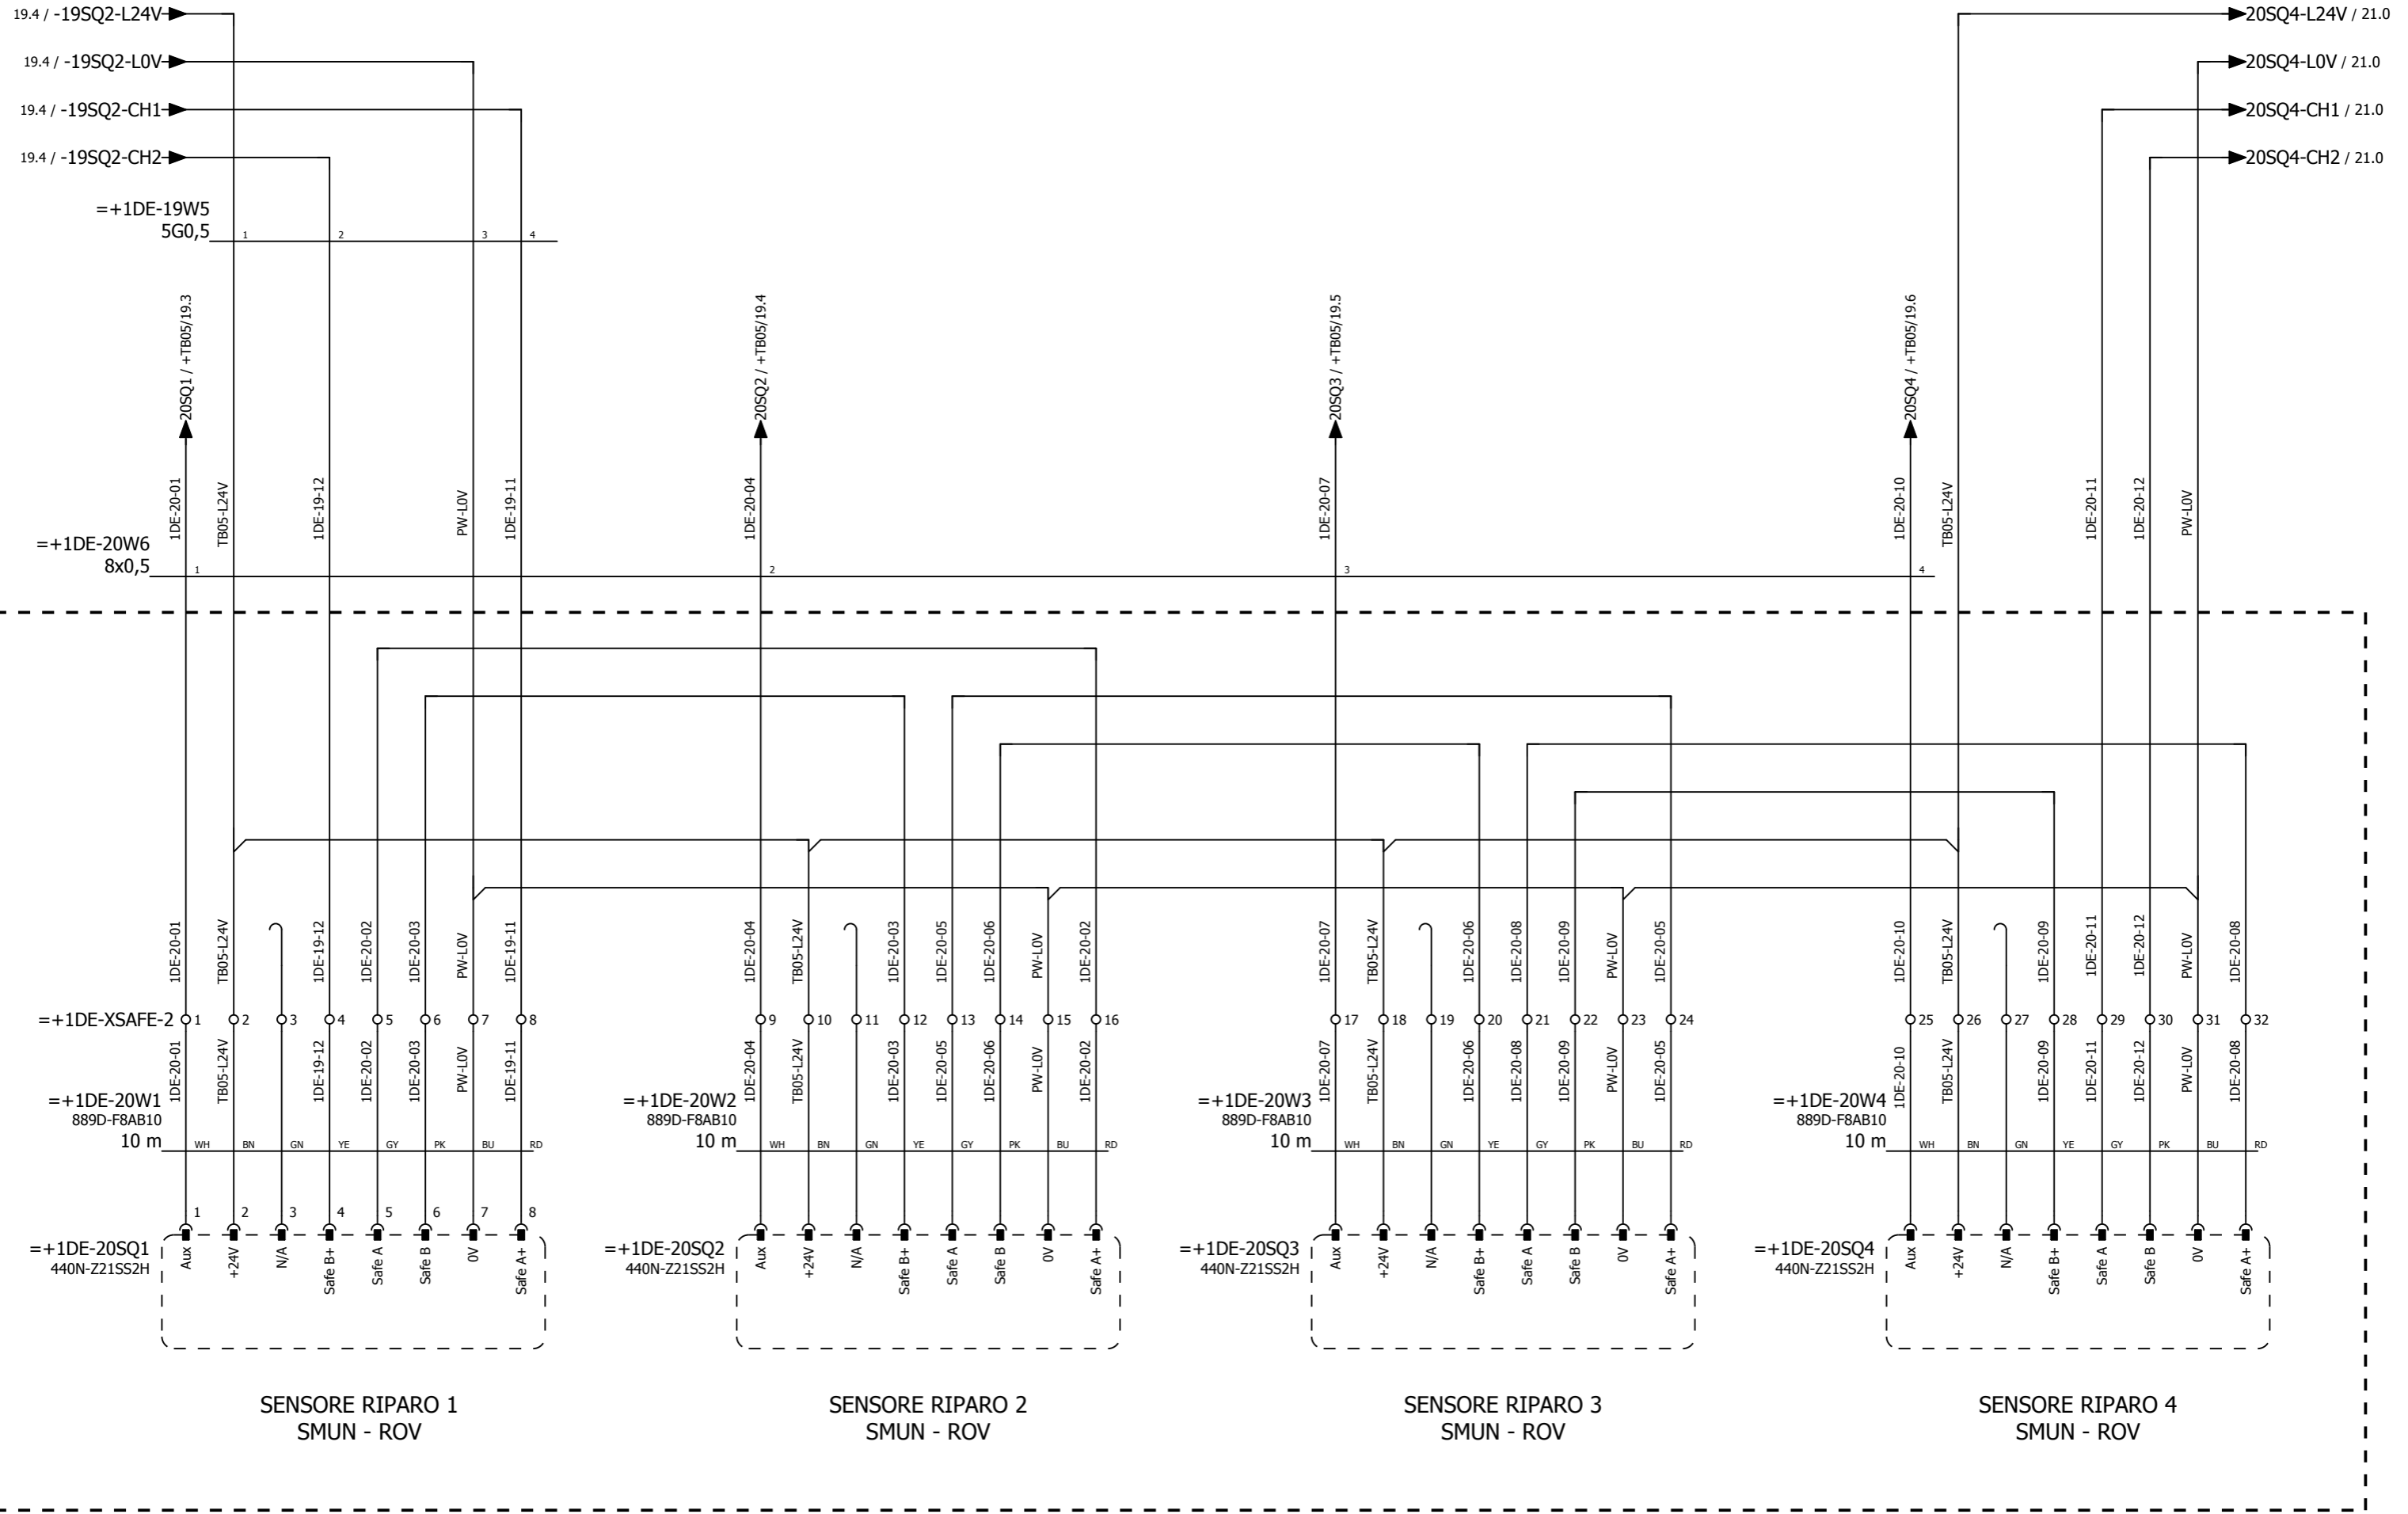 19.4 / -19SQ2-L24V
20SQ4-L24V / 21.0
19.4 / -19SQ2-L0V
20SQ4-L0V / 21.0
19.4 / -19SQ2-CH1
20SQ4-CH1 / 21.0
19.4 / -19SQ2-CH2
20SQ4-CH2 / 21.0
=+1DE-19W5
5G0,5
1 2 3 4
20SQ1 / +TB05/19.3
20SQ2 / +TB05/19.4
20SQ3 / +TB05/19.5
20SQ4 / +TB05/19.6
1DE-20-01
TB05-L24V
1DE-19-12
PW-L0V
1DE-19-11
1DE-20-04
1DE-20-07
1DE-20-10
TB05-L24V
1DE-20-11
1DE-20-12
PW-L0V
=+1DE-20W6
8x0,5
1 2 3 4
1DE-20-01
TB05-L24V
1DE-19-12
1DE-20-02
1DE-20-03
PW-L0V
1DE-19-11
1DE-20-04
TB05-L24V
1DE-20-03
1DE-20-05
1DE-20-06
PW-L0V
1DE-20-02
1DE-20-07
TB05-L24V
1DE-20-06
1DE-20-08
1DE-20-09
PW-L0V
1DE-20-05
1DE-20-10
TB05-L24V
1DE-20-09
1DE-20-11
1DE-20-12
PW-L0V
1DE-20-08
=+1DE-XSAFE-2 1 2 3 4 5 6 7 8 9 10 11 12 13 14 15 16 17 18 19 20 21 22 23 24 25 26 27 28 29 30 31 32
1DE-20-01
TB05-L24V
1DE-19-12
1DE-20-02
1DE-20-03
PW-L0V
1DE-19-11
1DE-20-04
TB05-L24V
1DE-20-03
1DE-20-05
1DE-20-06
PW-L0V
1DE-20-02
1DE-20-07
TB05-L24V
1DE-20-06
1DE-20-08
1DE-20-09
PW-L0V
1DE-20-05
1DE-20-10
TB05-L24V
1DE-20-09
1DE-20-11
1DE-20-12
PW-L0V
1DE-20-08
=+1DE-20W1
889D-F8AB10
10 m
WH BN GN YE GY PK BU RD
=+1DE-20W2
889D-F8AB10
10 m
WH BN GN YE GY PK BU RD
=+1DE-20W3
889D-F8AB10
10 m
WH BN GN YE GY PK BU RD
=+1DE-20W4
889D-F8AB10
10 m
WH BN GN YE GY PK BU RD
1 2 3 4 5 6 7 8
=+1DE-20SQ1
440N-Z21SS2H
Aux
+24V
N/A
Safe B+
Safe A
Safe B
0V
Safe A+
=+1DE-20SQ2
440N-Z21SS2H
Aux
+24V
N/A
Safe B+
Safe A
Safe B
0V
Safe A+
=+1DE-20SQ3
440N-Z21SS2H
Aux
+24V
N/A
Safe B+
Safe A
Safe B
0V
Safe A+
=+1DE-20SQ4
440N-Z21SS2H
Aux
+24V
N/A
Safe B+
Safe A
Safe B
0V
Safe A+
SENSORE RIPARO 1
SMUN - ROV
SENSORE RIPARO 2
SMUN - ROV
SENSORE RIPARO 3
SMUN - ROV
SENSORE RIPARO 4
SMUN - ROV